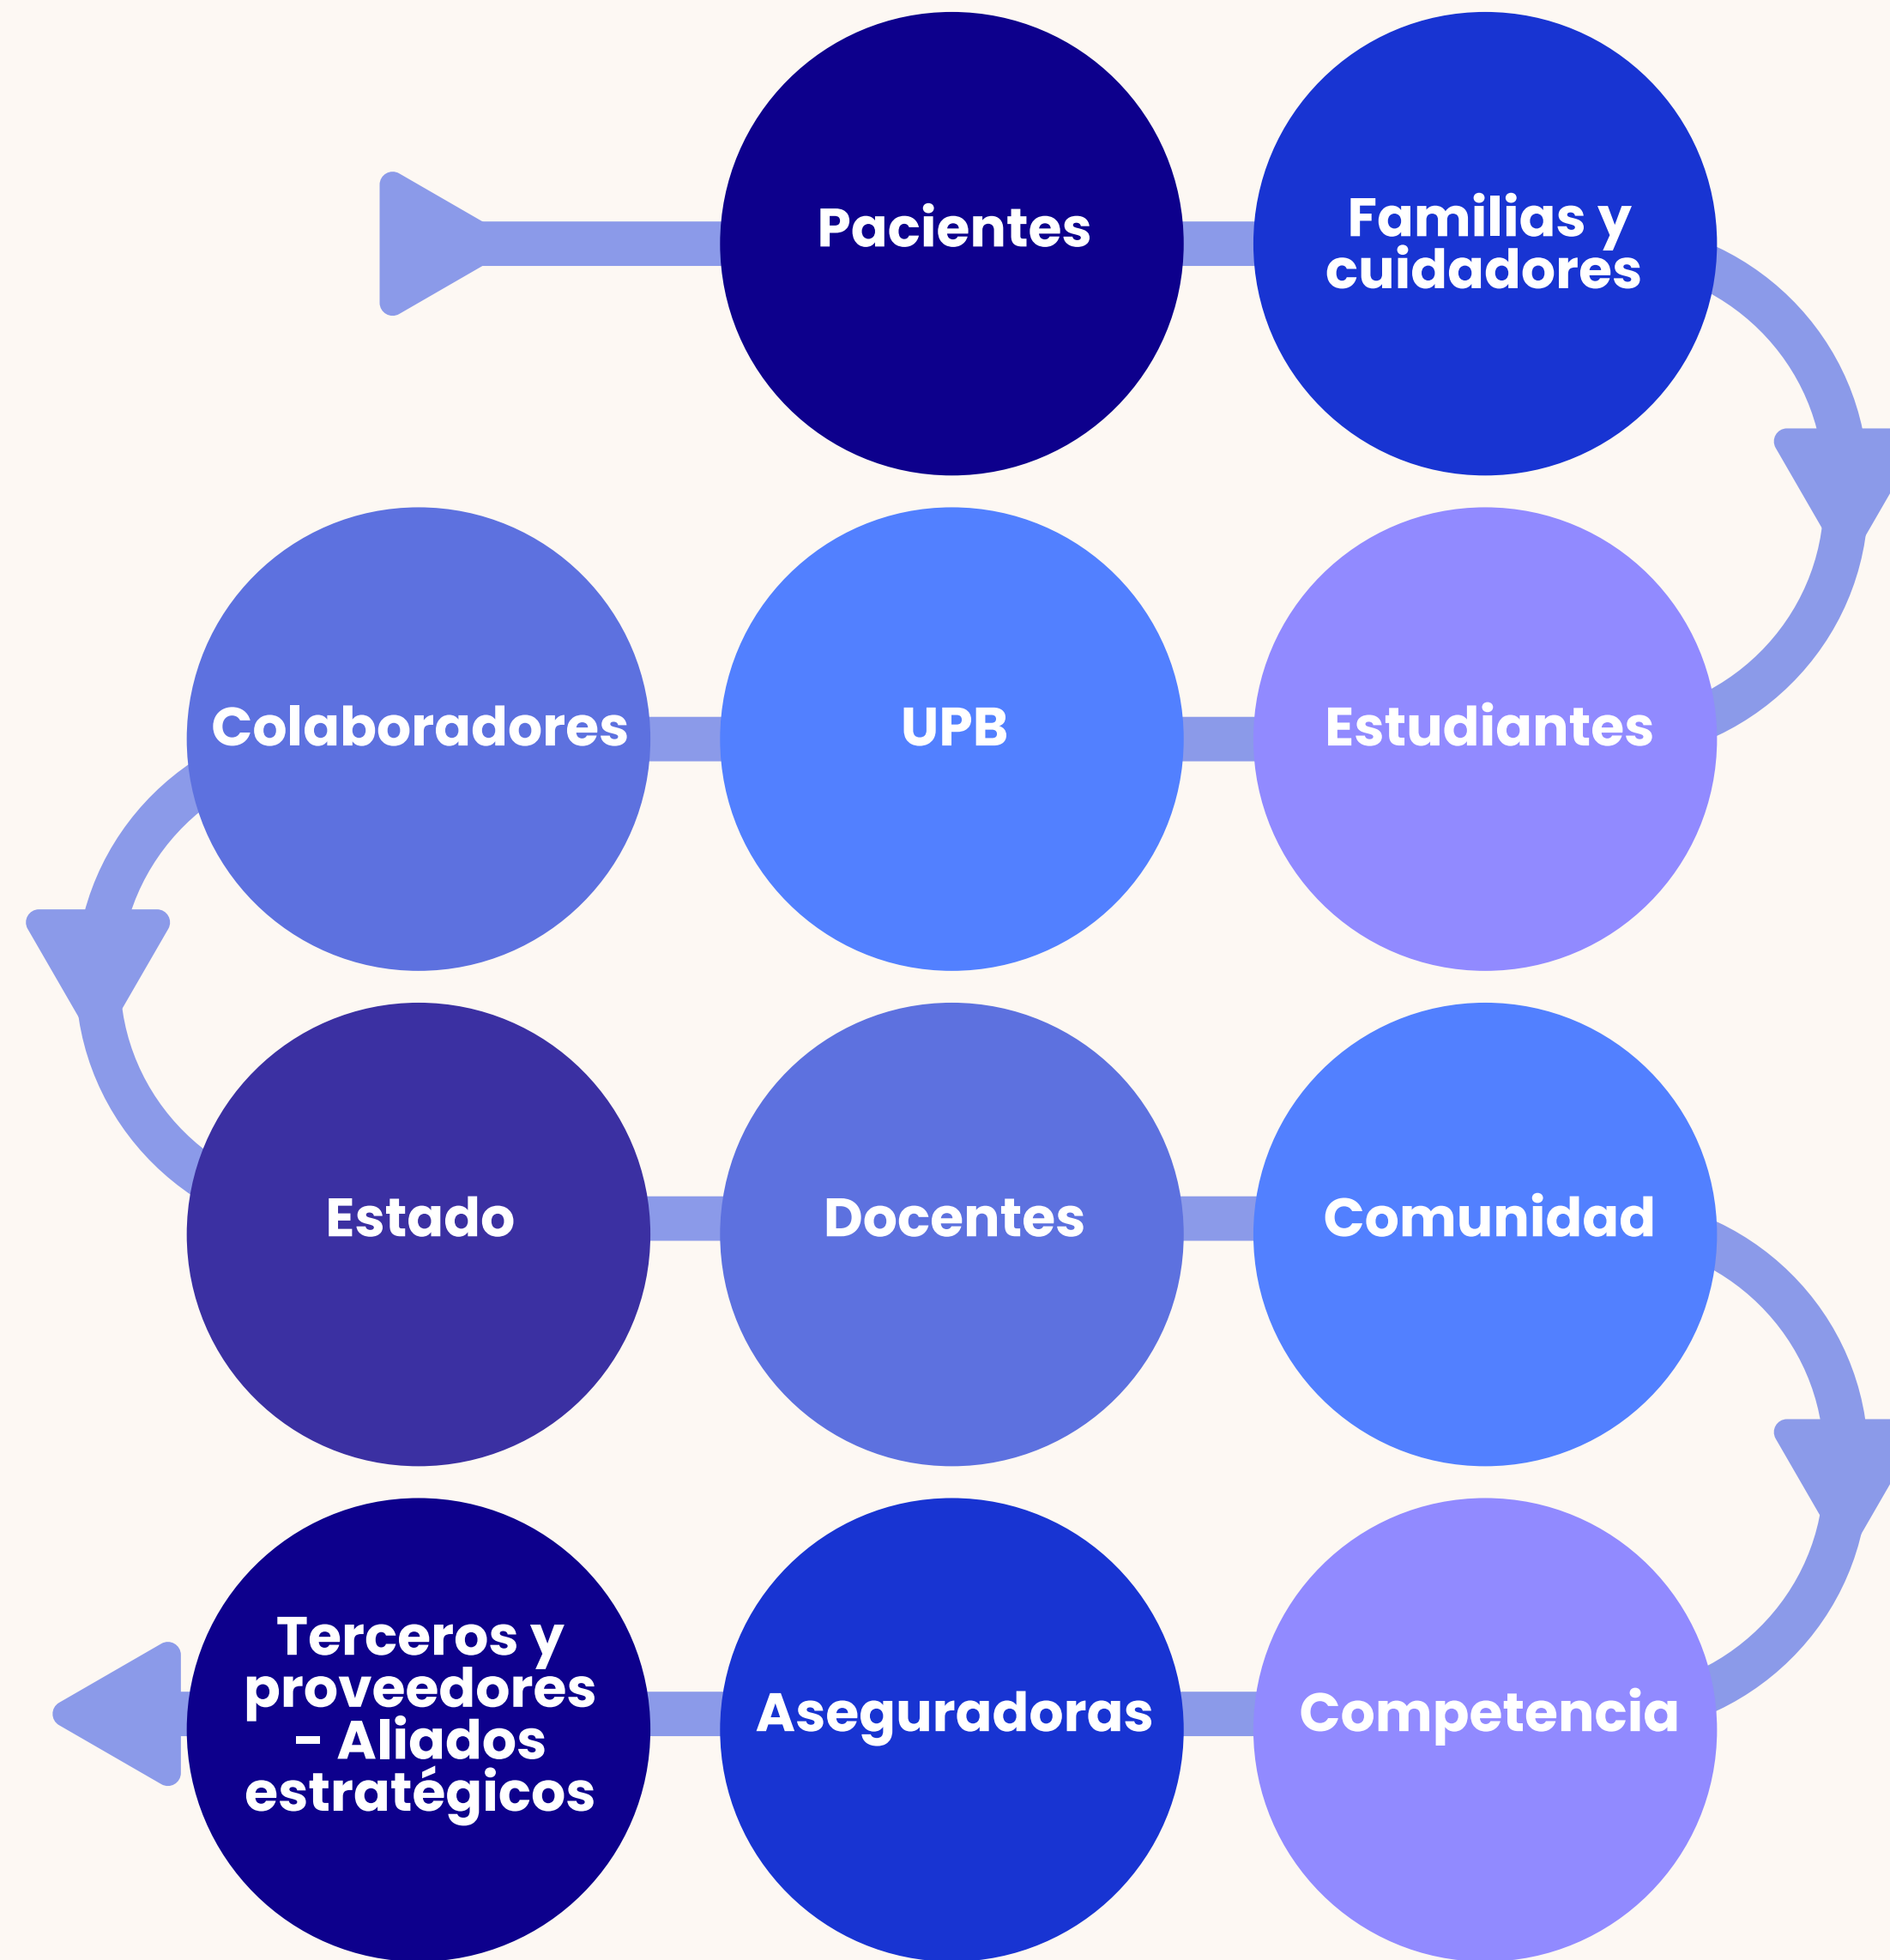 Pacientes
Familias y
cuidadores
Colaboradores
UPB
Estudiantes
Estado
Docentes
Comunidad
Terceros y
proveedores
- Aliados
estratégicos
Aseguradoras
Competencia